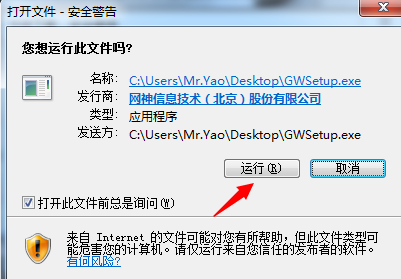 打开文件 - 安全警告
您想运行此文件吗?
名称: C:\Users\Mr.Yao\Desktop\GWSetup.exe
发行商: 网神信息技术（北京）股份有限公司
类型: 应用程序
发送方: C:\Users\Mr.Yao\Desktop\GWSetup.exe
运行(R) 取消
打开此文件前总是询问(W)
来自 Internet 的文件可能对您有所帮助，但此文件类型可
能危害您的计算机。请仅运行来自您信任的发布者的软件。
有何风险?